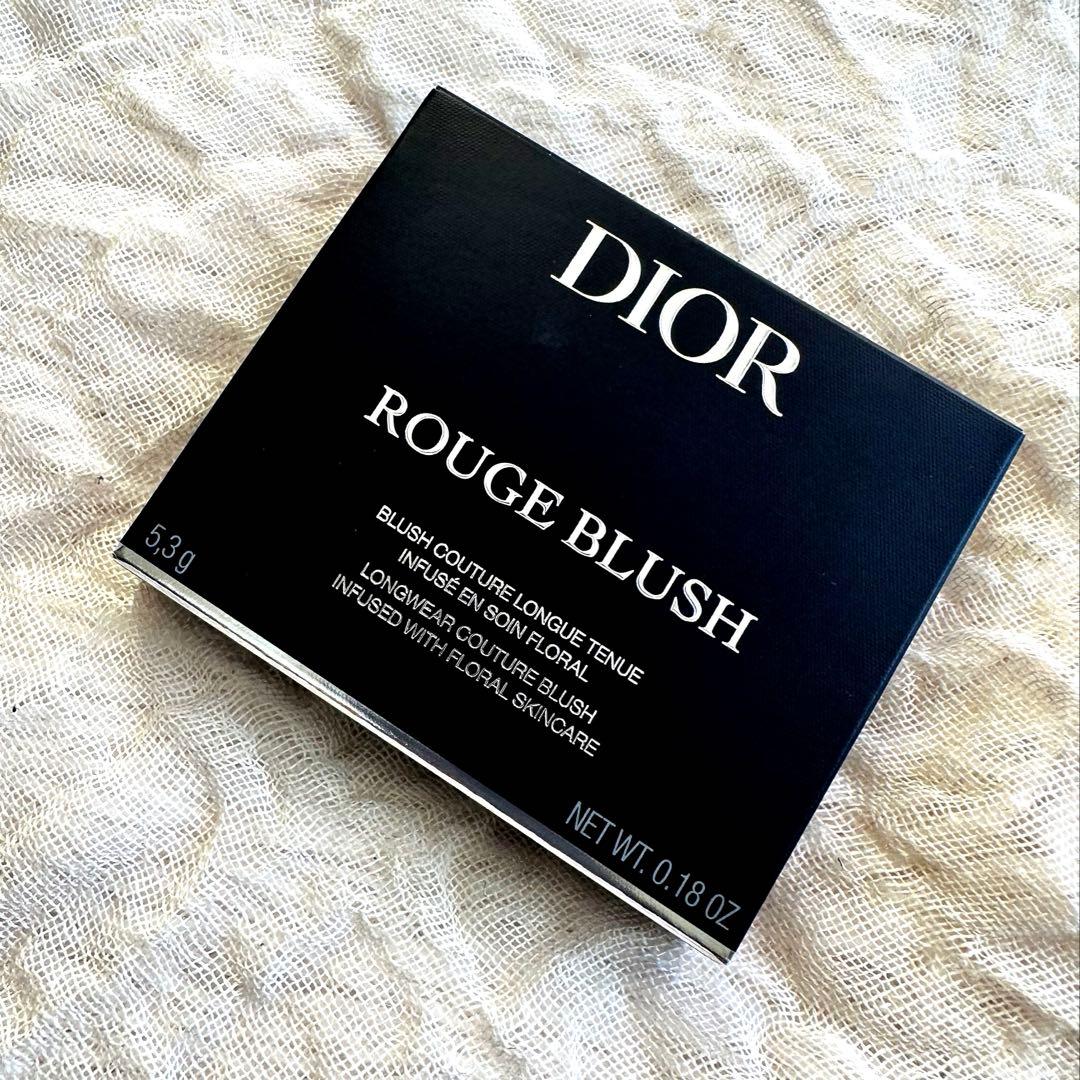 DIOR
ROUGE BLUSH
BLUSH COUTURE LONGUE TENUE
INFUSÉ EN SOIN FLORAL
LONGWEAR COUTURE BLUSH
INFUSED WITH FLORAL SKINCARE
5,3 g
NET WT. 0.18 OZ